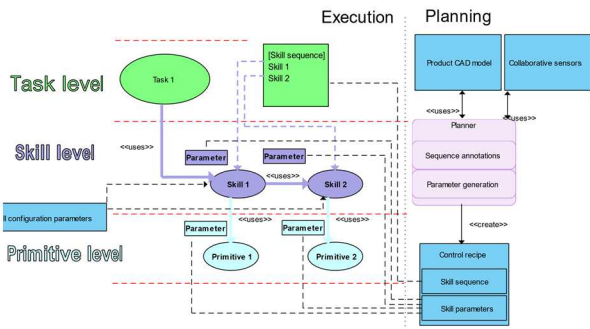 Execution
Planning
Task level
Task 1
[Skill sequence]
Skill 1
Skill 2
Product CAD model
Collaborative sensors
<<uses>>
<<uses>>
Planner
Sequence annotations
Parameter generation
Skill level
<<uses>>
Parameter
Parameter
<<uses>>
Skill 1
Skill 2
ll configuration parameters
<<uses>>
<<uses>>
<<create>>
Primitive level
Parameter
Parameter
Primitive 1
Primitive 2
Control recipe
Skill sequence
Skill parameters